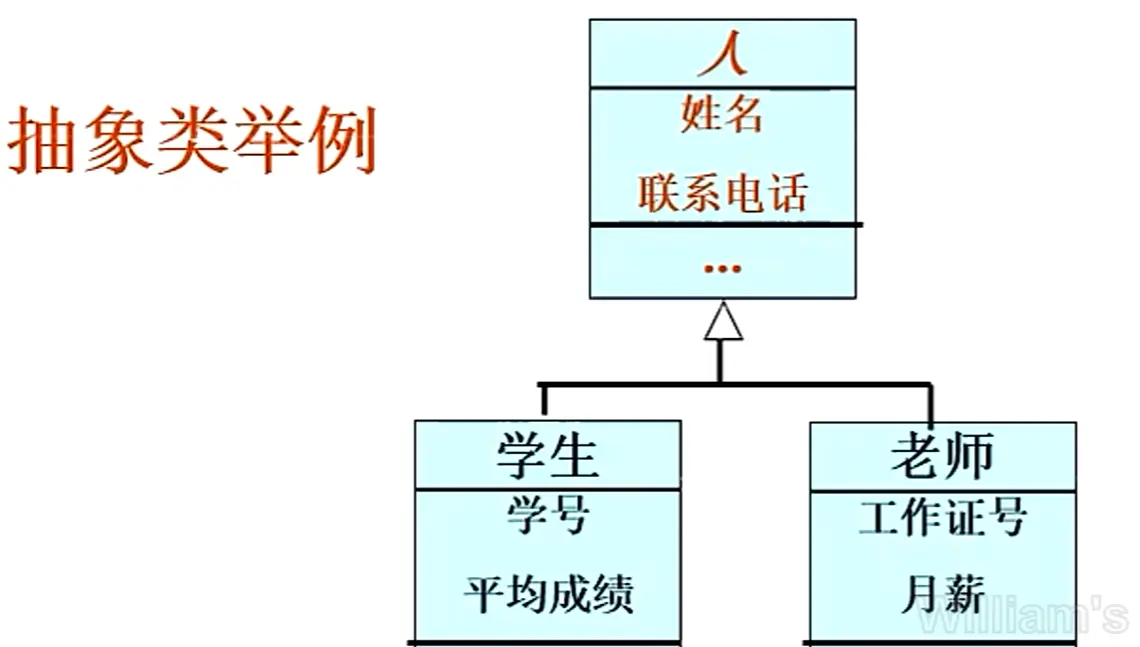 抽象类举例
人
姓名
联系电话
...
学生
学号
平均成绩
老师
工作证号
月薪
William's